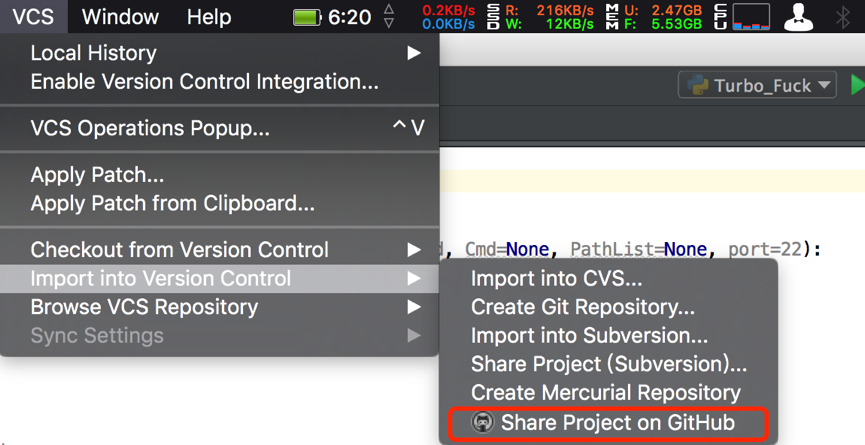 VCS Window Help 6:20 0.2KB/s 0.0KB/s SSD R: 216KB/s W: 12KB/s MEM U: 2.47GB F: 5.53GB CPU
Local History
Enable Version Control Integration...
Turbo_Fuck
VCS Operations Popup... ^V
Apply Patch...
Apply Patch from Clipboard...
Checkout from Version Control
, Cmd=None, PathList=None, port=22):
Import into Version Control
Browse VCS Repository
Sync Settings
Import into CVS...
Create Git Repository...
Import into Subversion...
Share Project (Subversion)...
Create Mercurial Repository
Share Project on GitHub